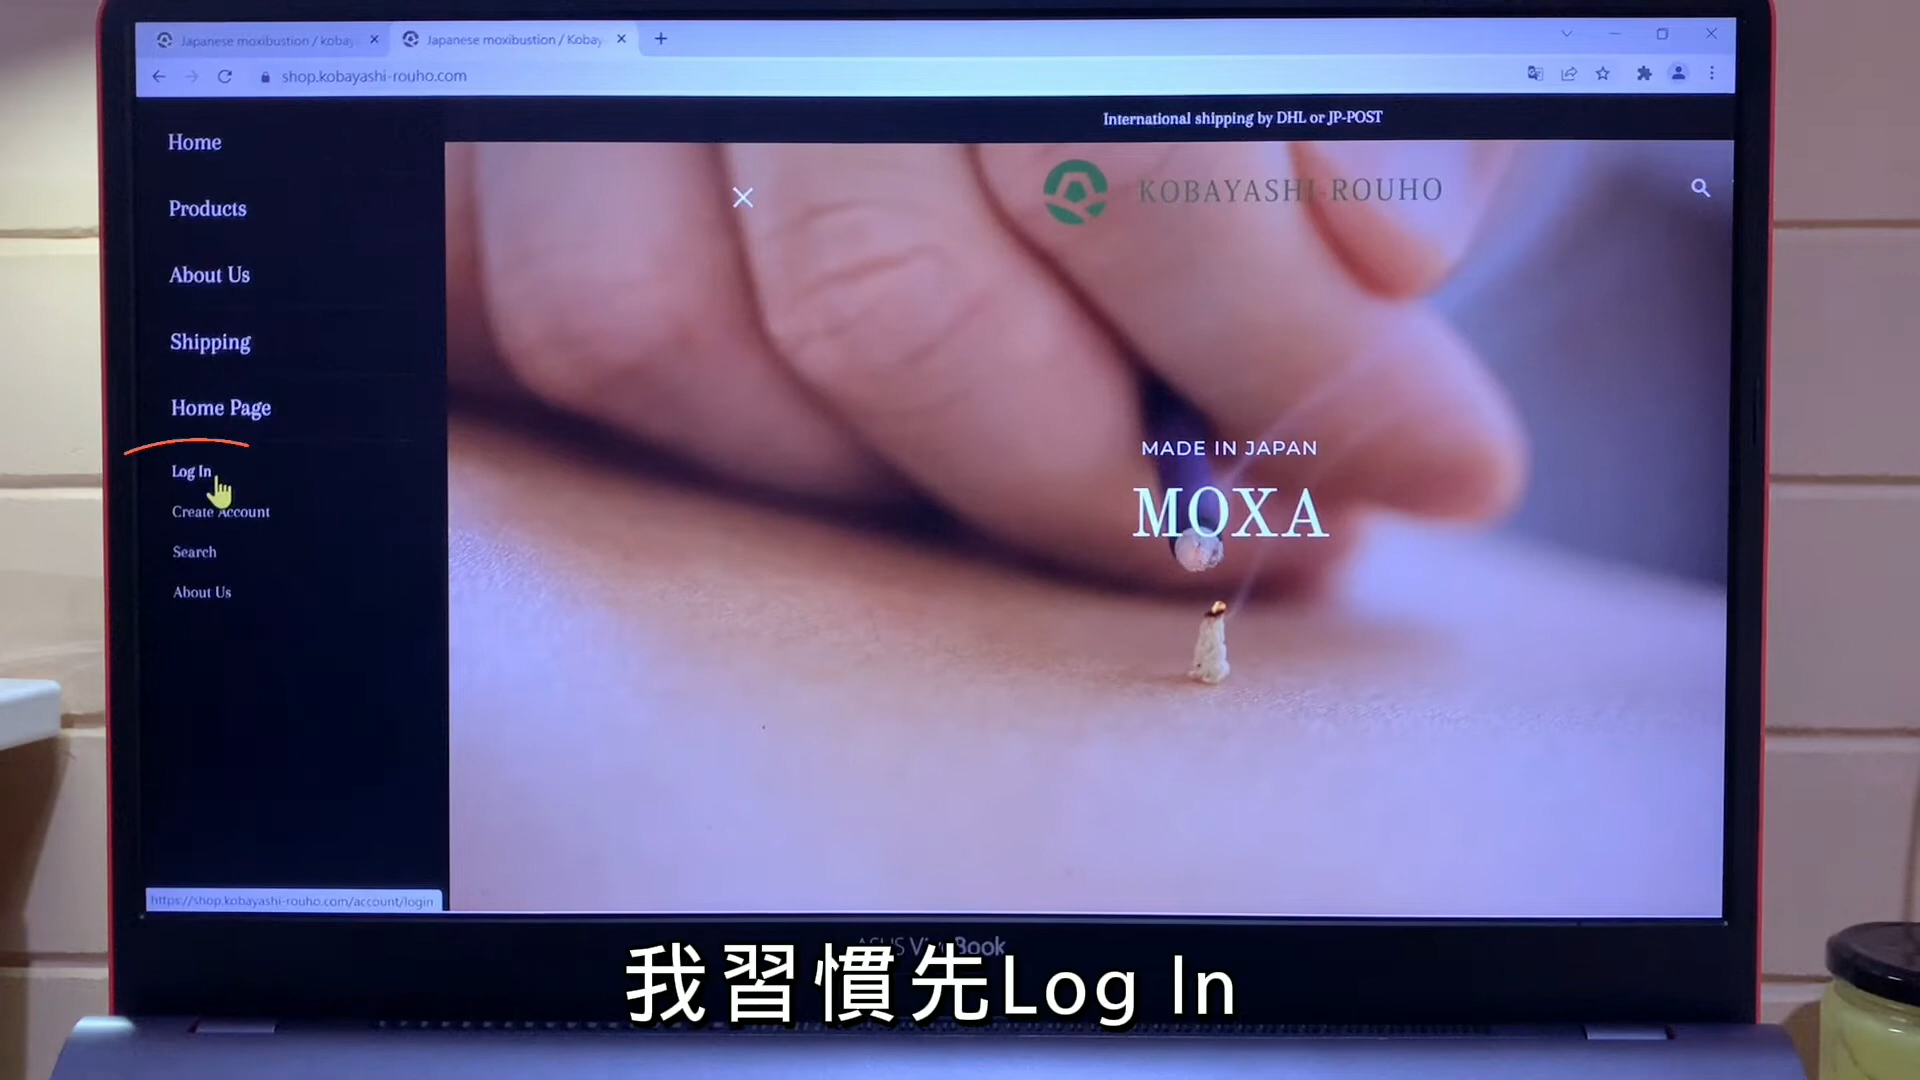 Japanese moxibustion / kobay
Japanese moxibustion / Kobay
shop.kobayashi-rouho.com
International shipping by DHL or JP-POST
Home
Products
About Us
Shipping
Home Page
Log In
Create Account
Search
About Us
KOBAYASHI-ROUHO
MADE IN JAPAN
MOXA
https://shop.kobayashi-rouho.com/account/login
ASUS VivoBook
我習慣先Log In